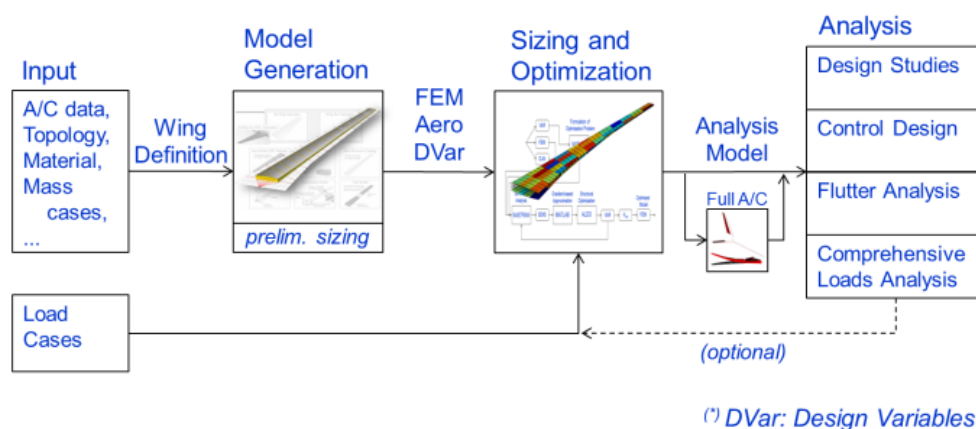 Input
A/C data,
Topology,
Material,
Mass
cases,
...
Load
Cases
Wing
Definition
Model
Generation
prelim. sizing
FEM
Aero
DVar
Sizing and
Optimization
Analysis
Model
Full A/C
Analysis
Design Studies
Control Design
Flutter Analysis
Comprehensive
Loads Analysis
(optional)
(*) DVar: Design Variables